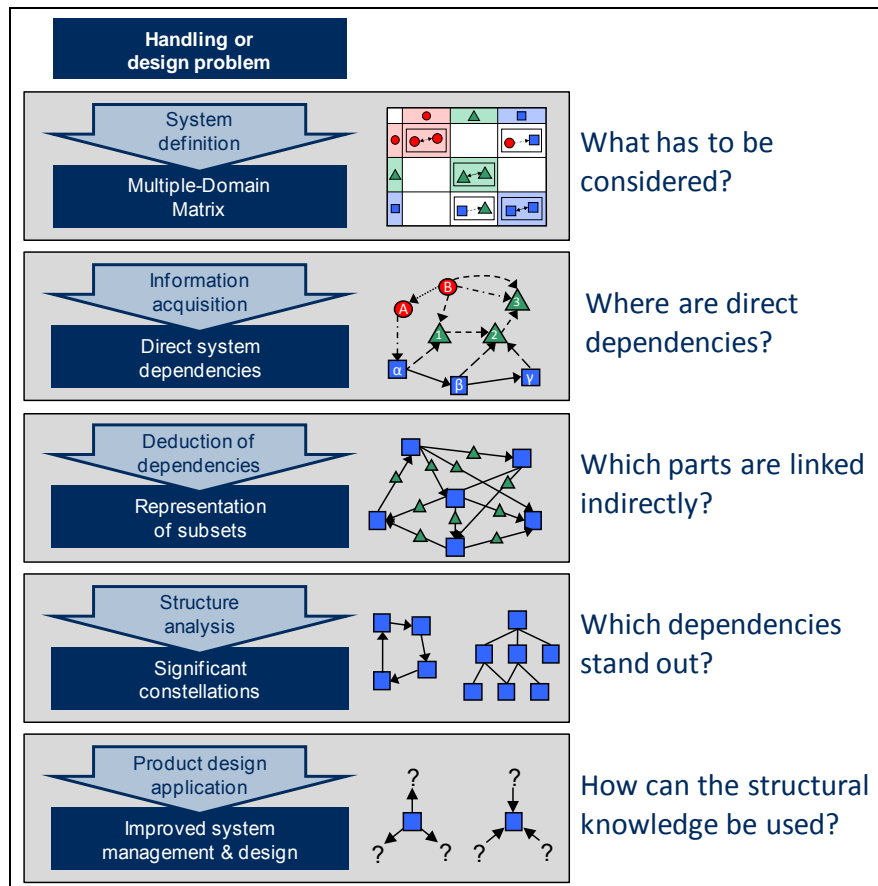 Handling or
design problem
System
definition
Multiple-Domain
Matrix
What has to be
considered?
Information
acquisition
Direct system
dependencies
A
B
3
1
2
α
β
γ
Where are direct
dependencies?
Deduction of
dependencies
Representation
of subsets
Which parts are linked
indirectly?
Structure
analysis
Significant
constellations
Which dependencies
stand out?
Product design
application
Improved system
management & design
?
?
?
?
?
?
How can the structural
knowledge be used?